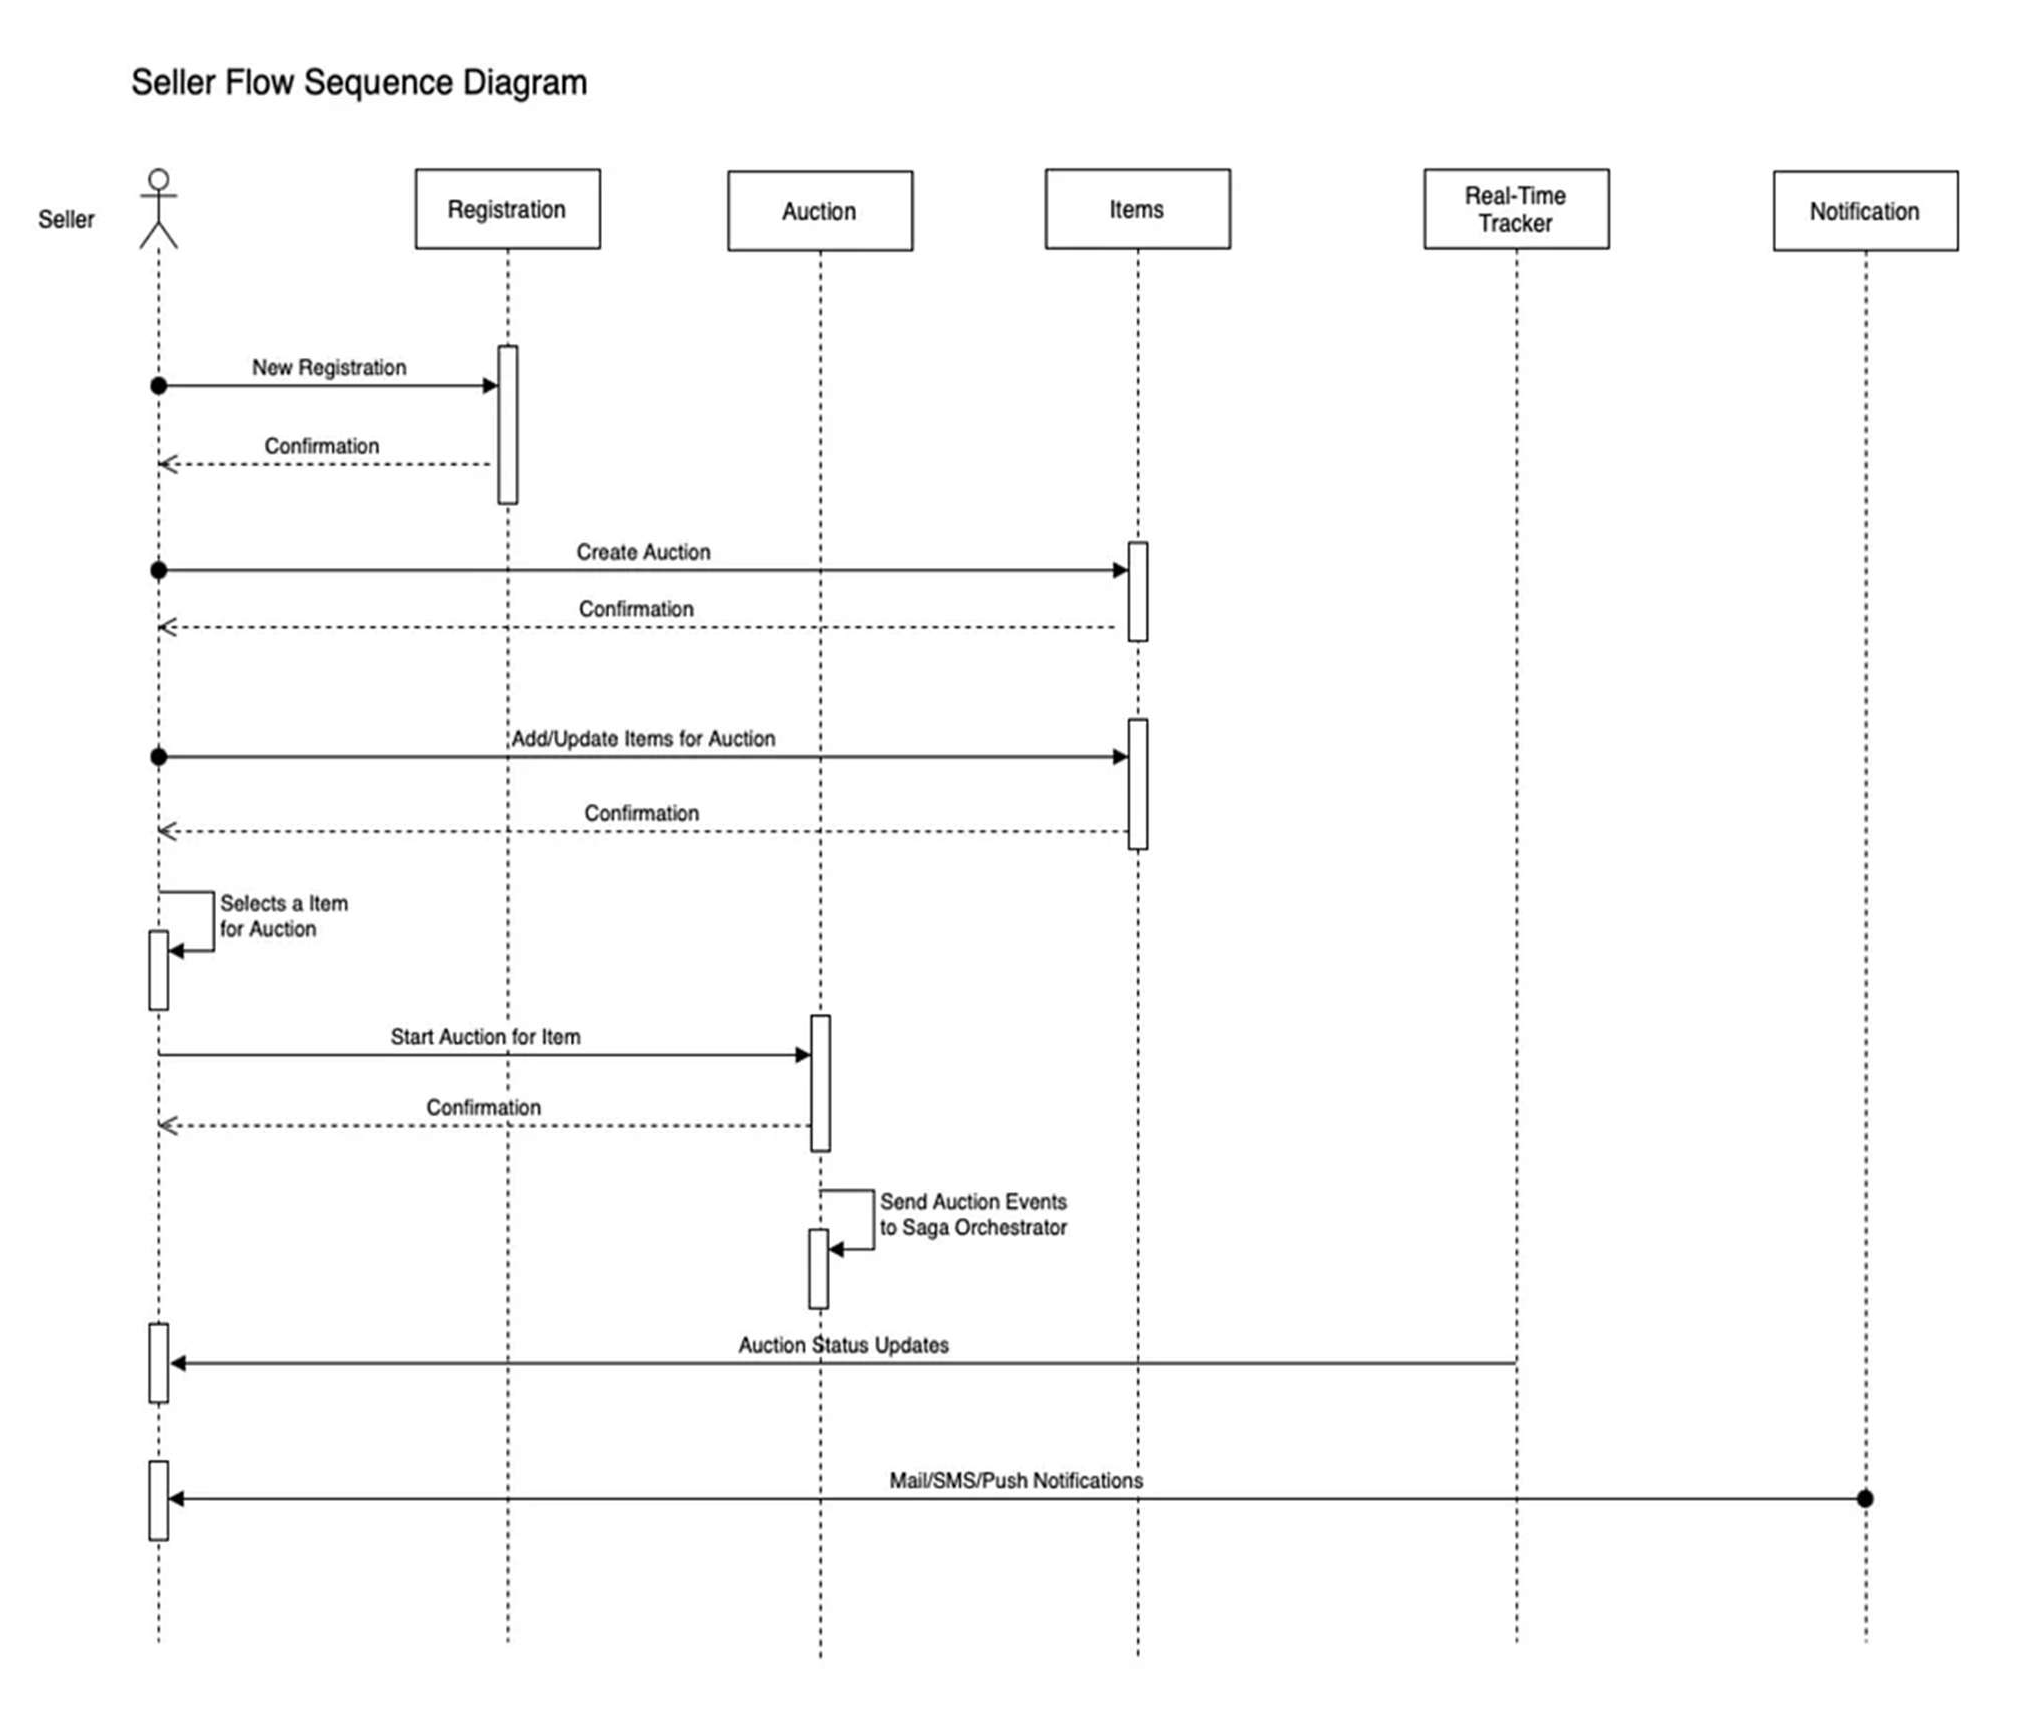 Seller Flow Sequence Diagram
Seller
Registration
Auction
Items
Real-Time
Tracker
Notification
New Registration
Confirmation
Create Auction
Confirmation
Add/Update Items for Auction
Confirmation
Selects a Item
for Auction
Start Auction for Item
Confirmation
Send Auction Events
to Saga Orchestrator
Auction Status Updates
Mail/SMS/Push Notifications